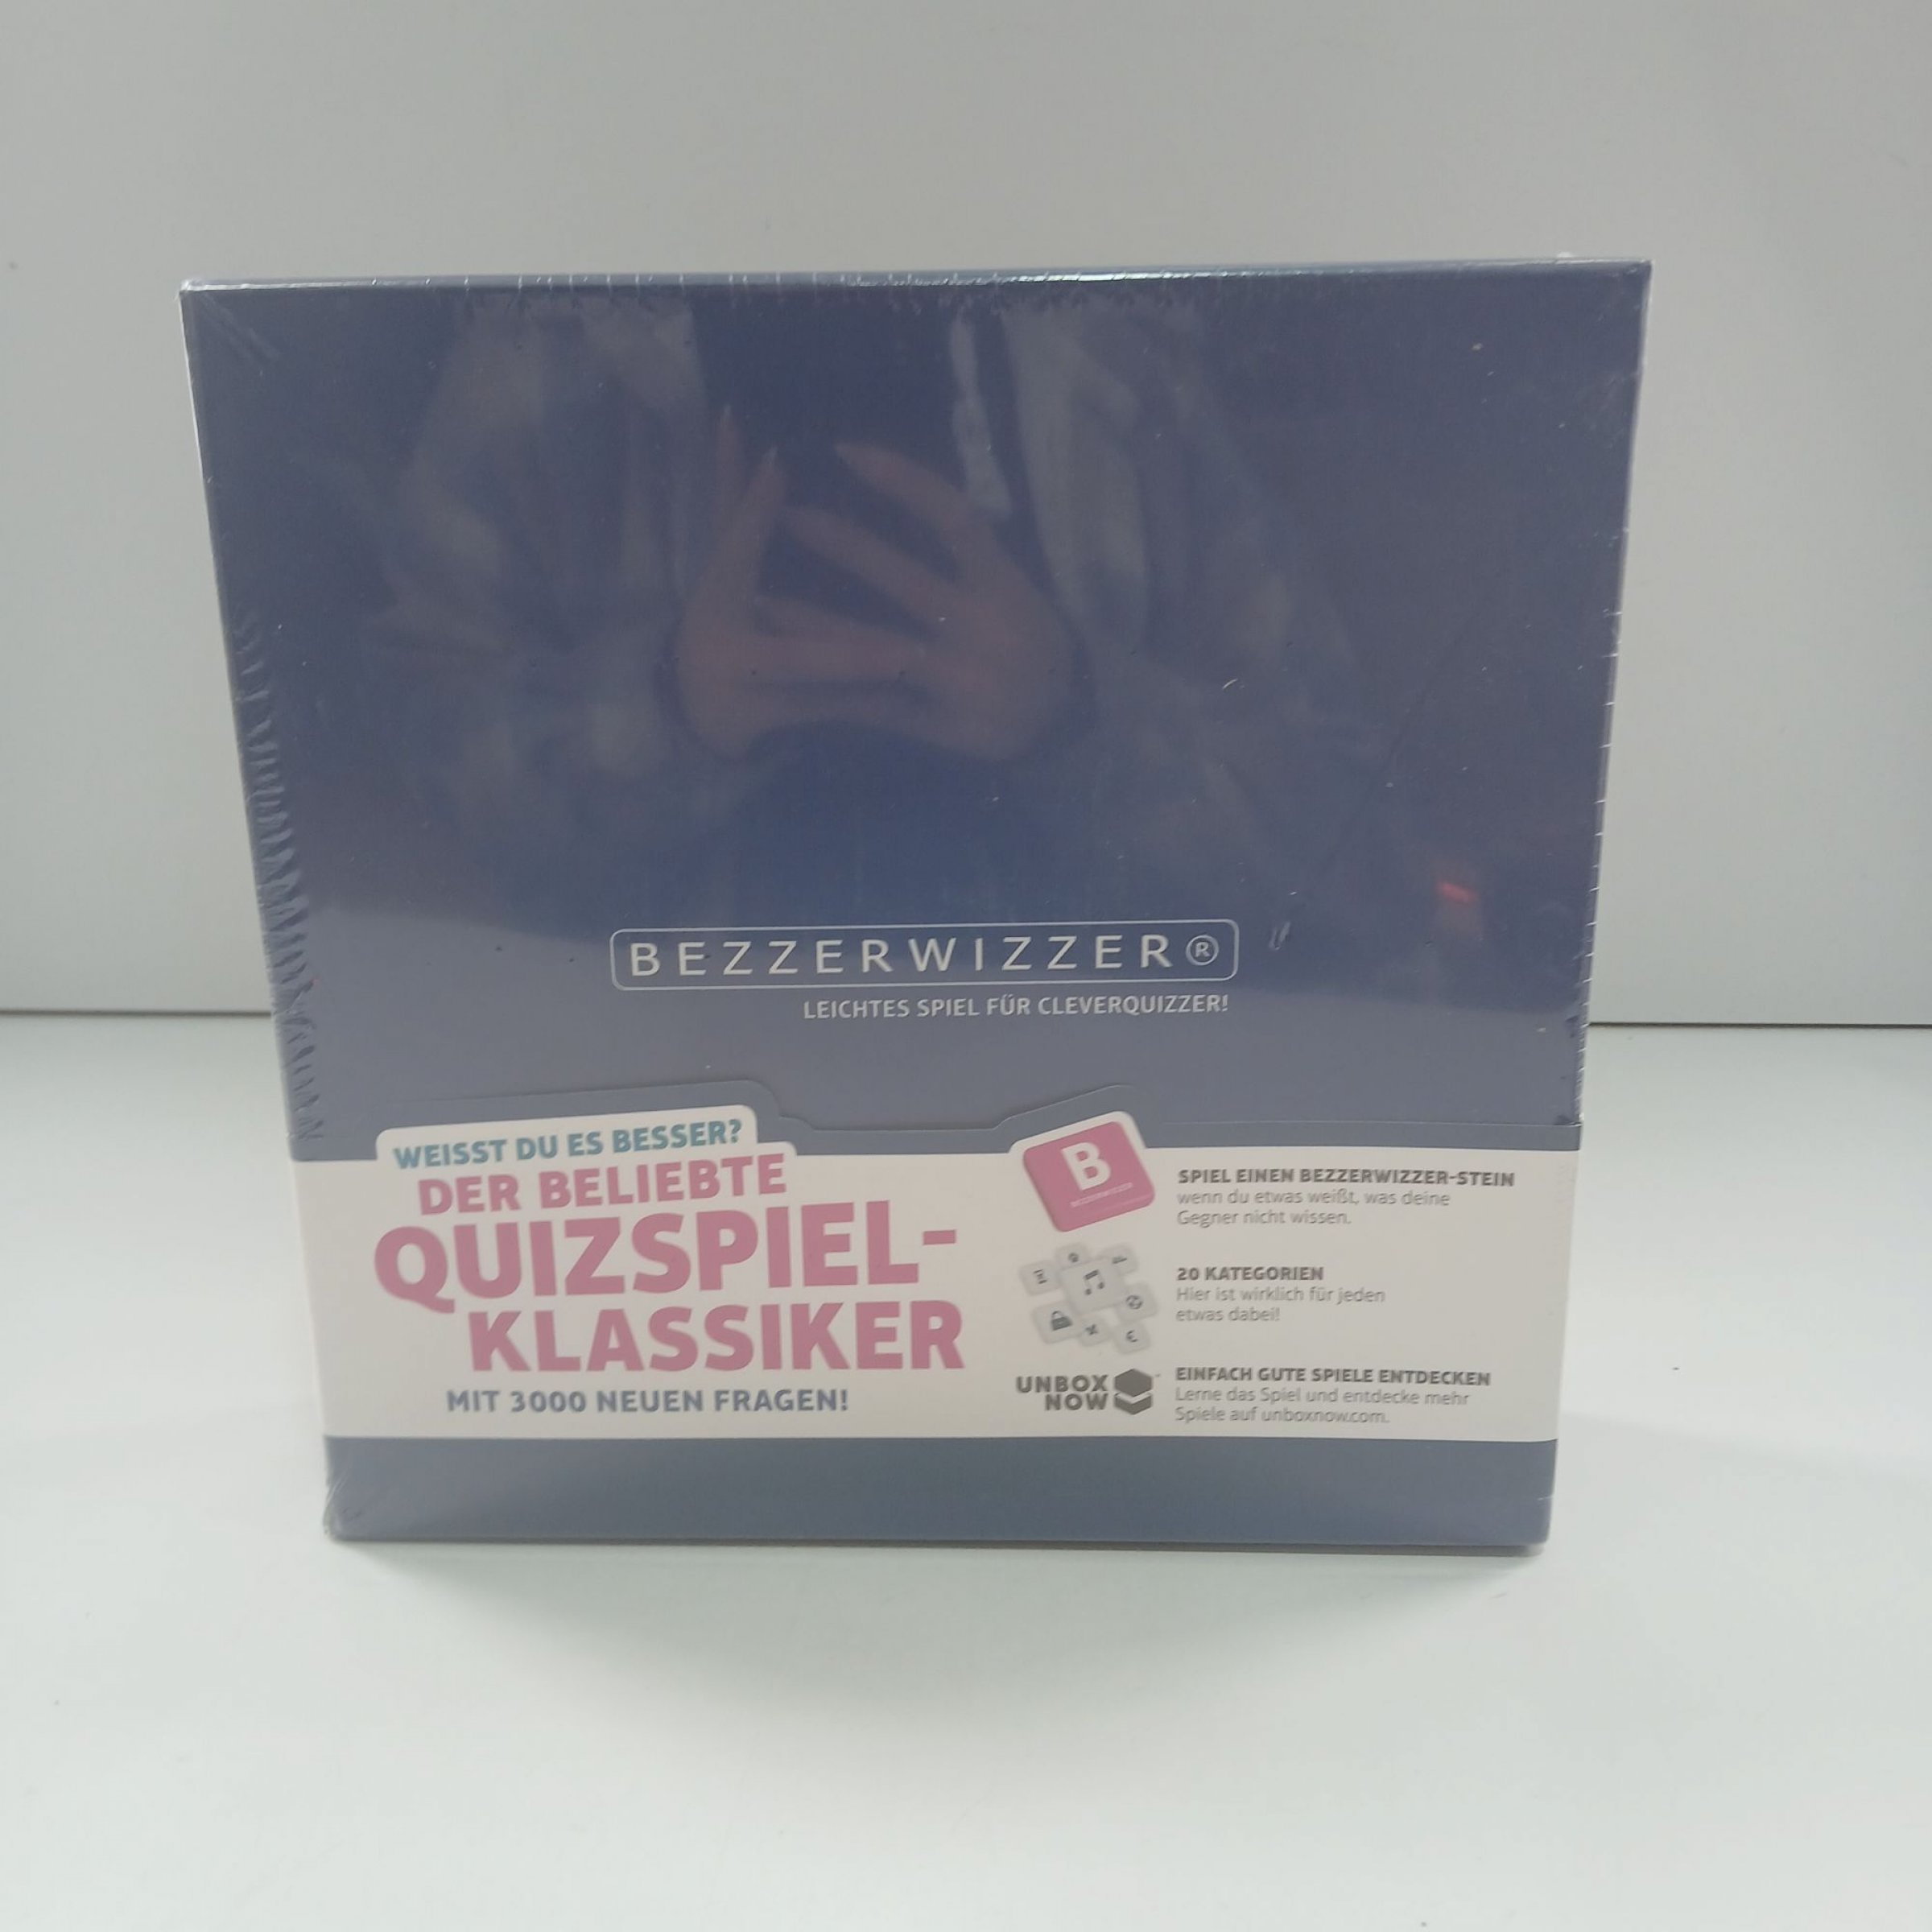 BEZZERWIZZER®
LEICHTES SPIEL FÜR CLEVERQUIZZER!
WEISST DU ES BESSER?
DER BELIEBTE
QUIZSPIEL-
KLASSIKER
MIT 3000 NEUEN FRAGEN!
B
BEZZERWIZZER
SPIEL EINEN BEZZERWIZZER-STEIN
wenn du etwas weißt, was deine
Gegner nicht wissen.
20 KATEGORIEN
Hier ist wirklich für jeden
etwas dabei!
UNBOX
NOW
EINFACH GUTE SPIELE ENTDECKEN
Lerne das Spiel und entdecke mehr
Spiele auf unboxnow.com.